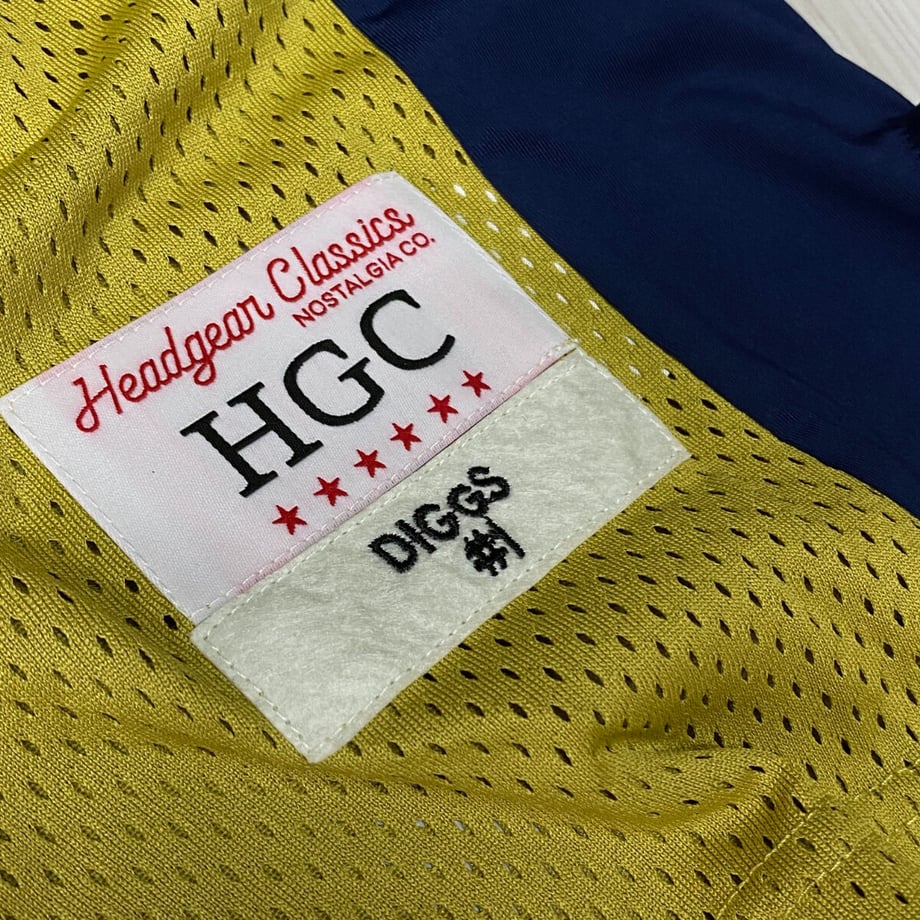 Headgear Classics
NOSTALGIA CO.
HGC
DIGGS
#1